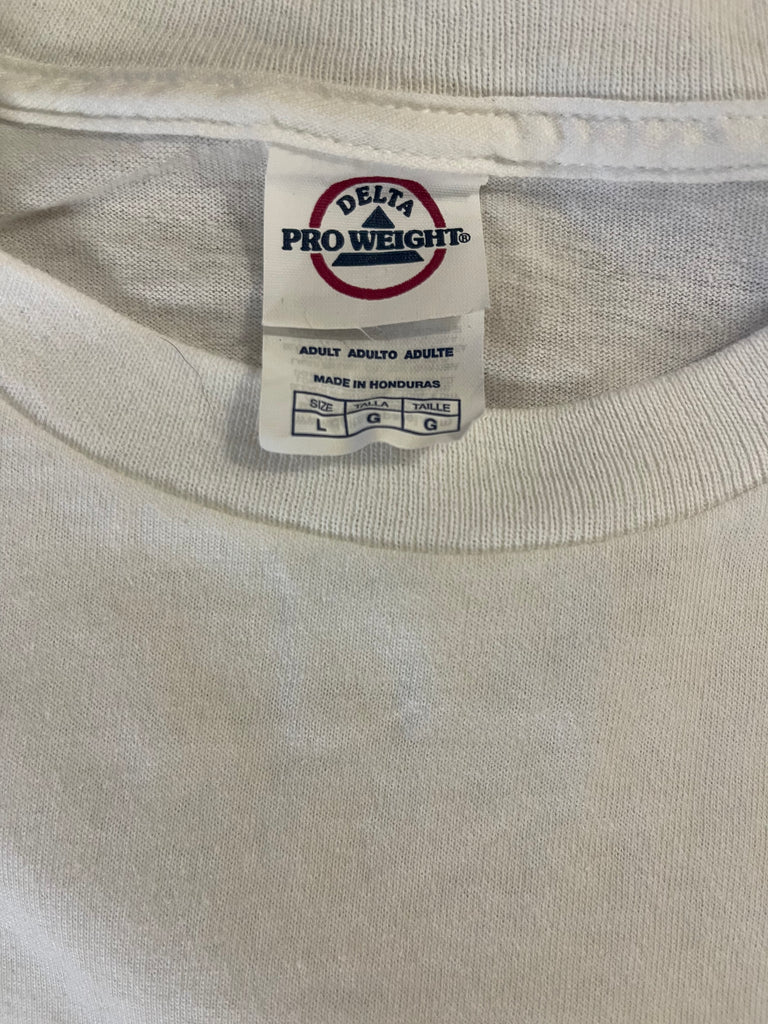 DELTA
PRO WEIGHT®
ADULT ADULTO ADULTE
MADE IN HONDURAS
SIZE TALLA TAILLE
L G G